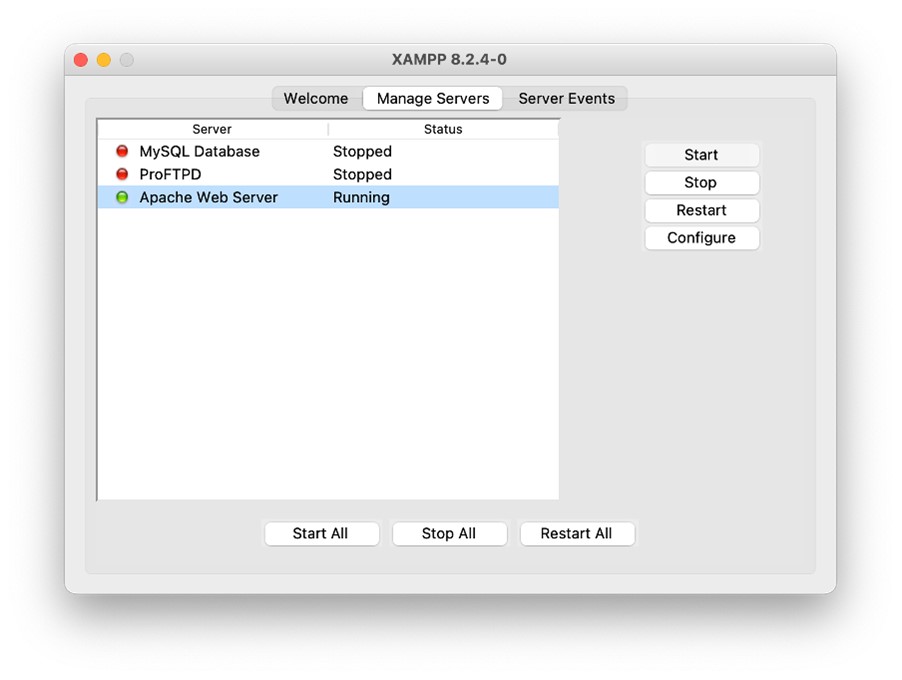 XAMPP 8.2.4-0
Welcome Manage Servers Server Events
Server Status
MySQL Database Stopped
ProFTPD Stopped
Apache Web Server Running
Start
Stop
Restart
Configure
Start All Stop All Restart All